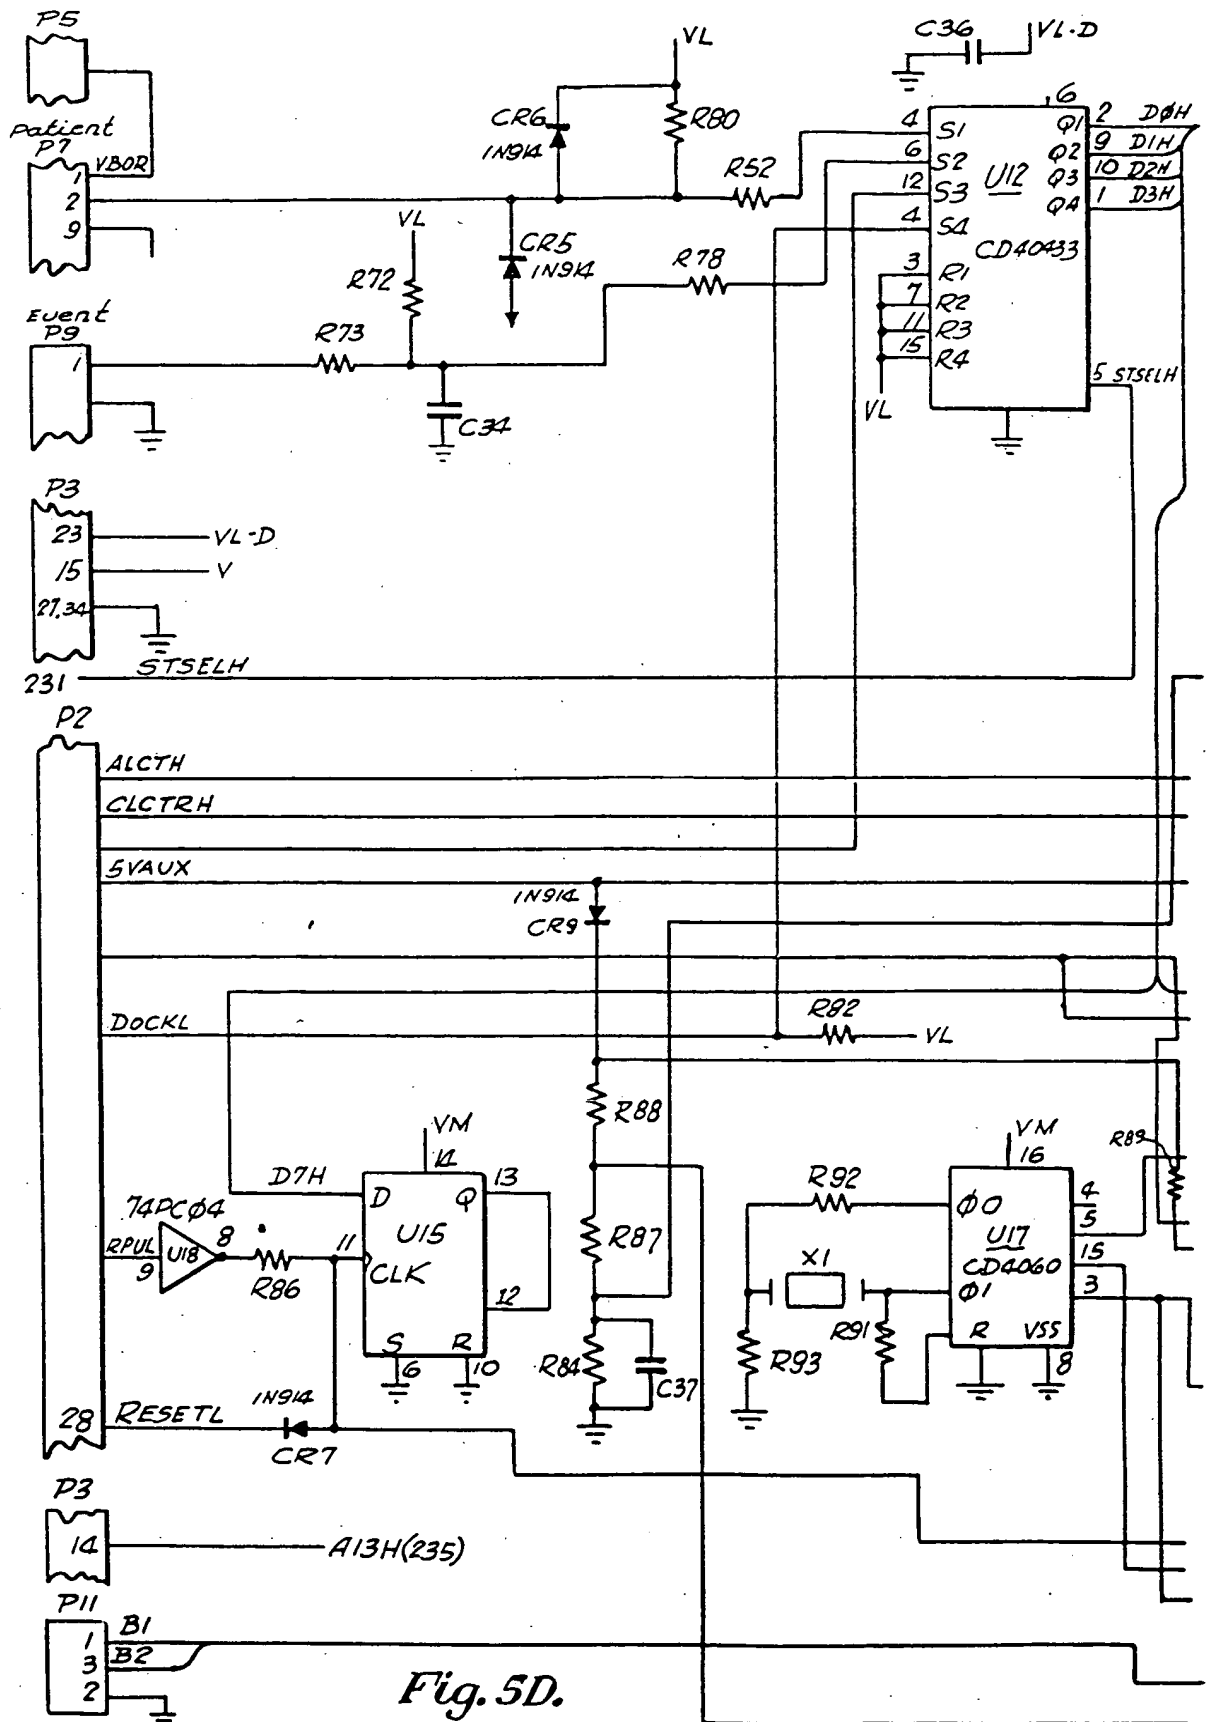 P5
C36
VL-D
VL
Patient
P7
1
VBOR
2
9
CR6
1N914
R80
R52
4
S1
6
S2
12
S3
4
S4
3
R1
7
R2
11
R3
15
R4
VL
6
U12
CD40433
Q1
2
DØH
Q2
9
D1H
Q3
10
D2H
Q4
1
D3H
5
STSELH
VL
R72
CR5
1N914
R78
Event
P9
1
R73
C34
P3
23
VL-D
15
V
27,34
STSELH
231
P2
ALCTH
CLCTRH
5VAUX
1N914
CR9
DOCKL
R82
VL
R88
VM
14
D7H
D
Q
13
U15
11
CLK
12
S
6
R
10
74PCØ4
RPUL
9
U18
8
R86
R87
R84
C37
VM
16
R89
R92
ΦO
U17
CD4060
4
5
15
3
X1
Φ1
R91
R
VSS
8
R93
28
RESETL
1N914
CR7
P3
14
A13H(235)
P11
1
B1
3
B2
2
Fig. 5D.